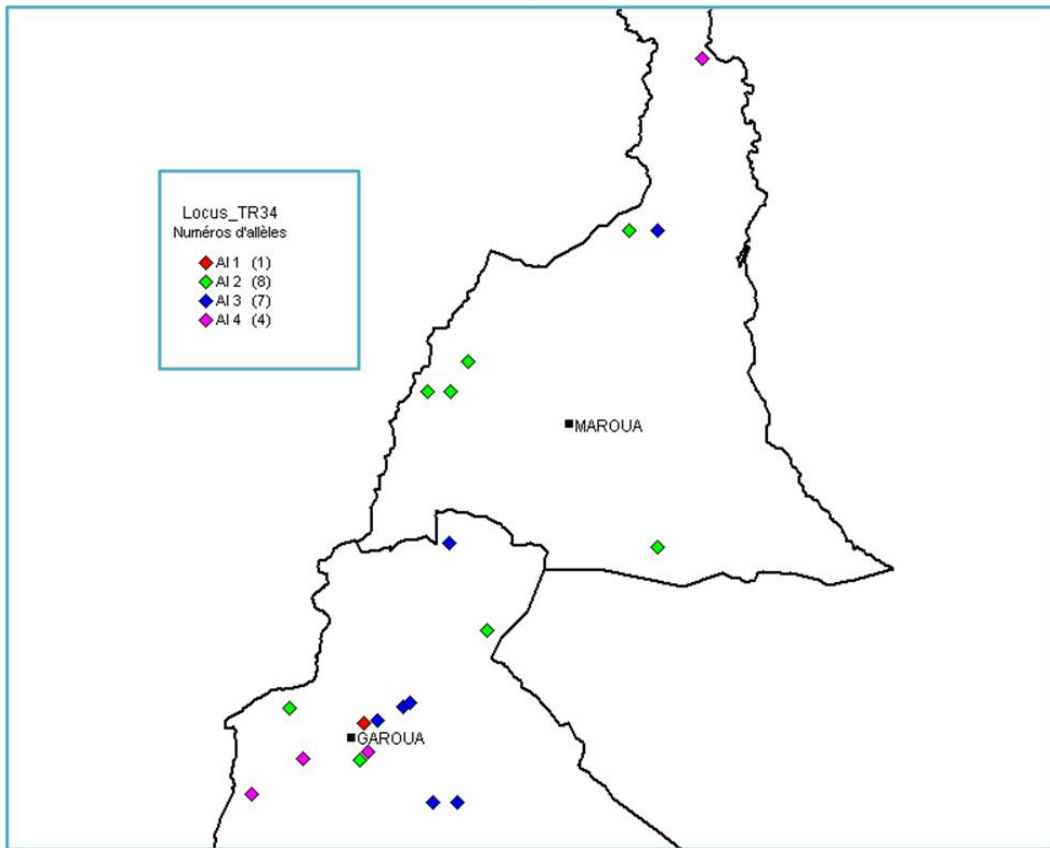 Locus_TR34
Numéros d'allèles
Al 1 (1)
Al 2 (8)
Al 3 (7)
Al 4 (4)
MAROUA
GAROUA